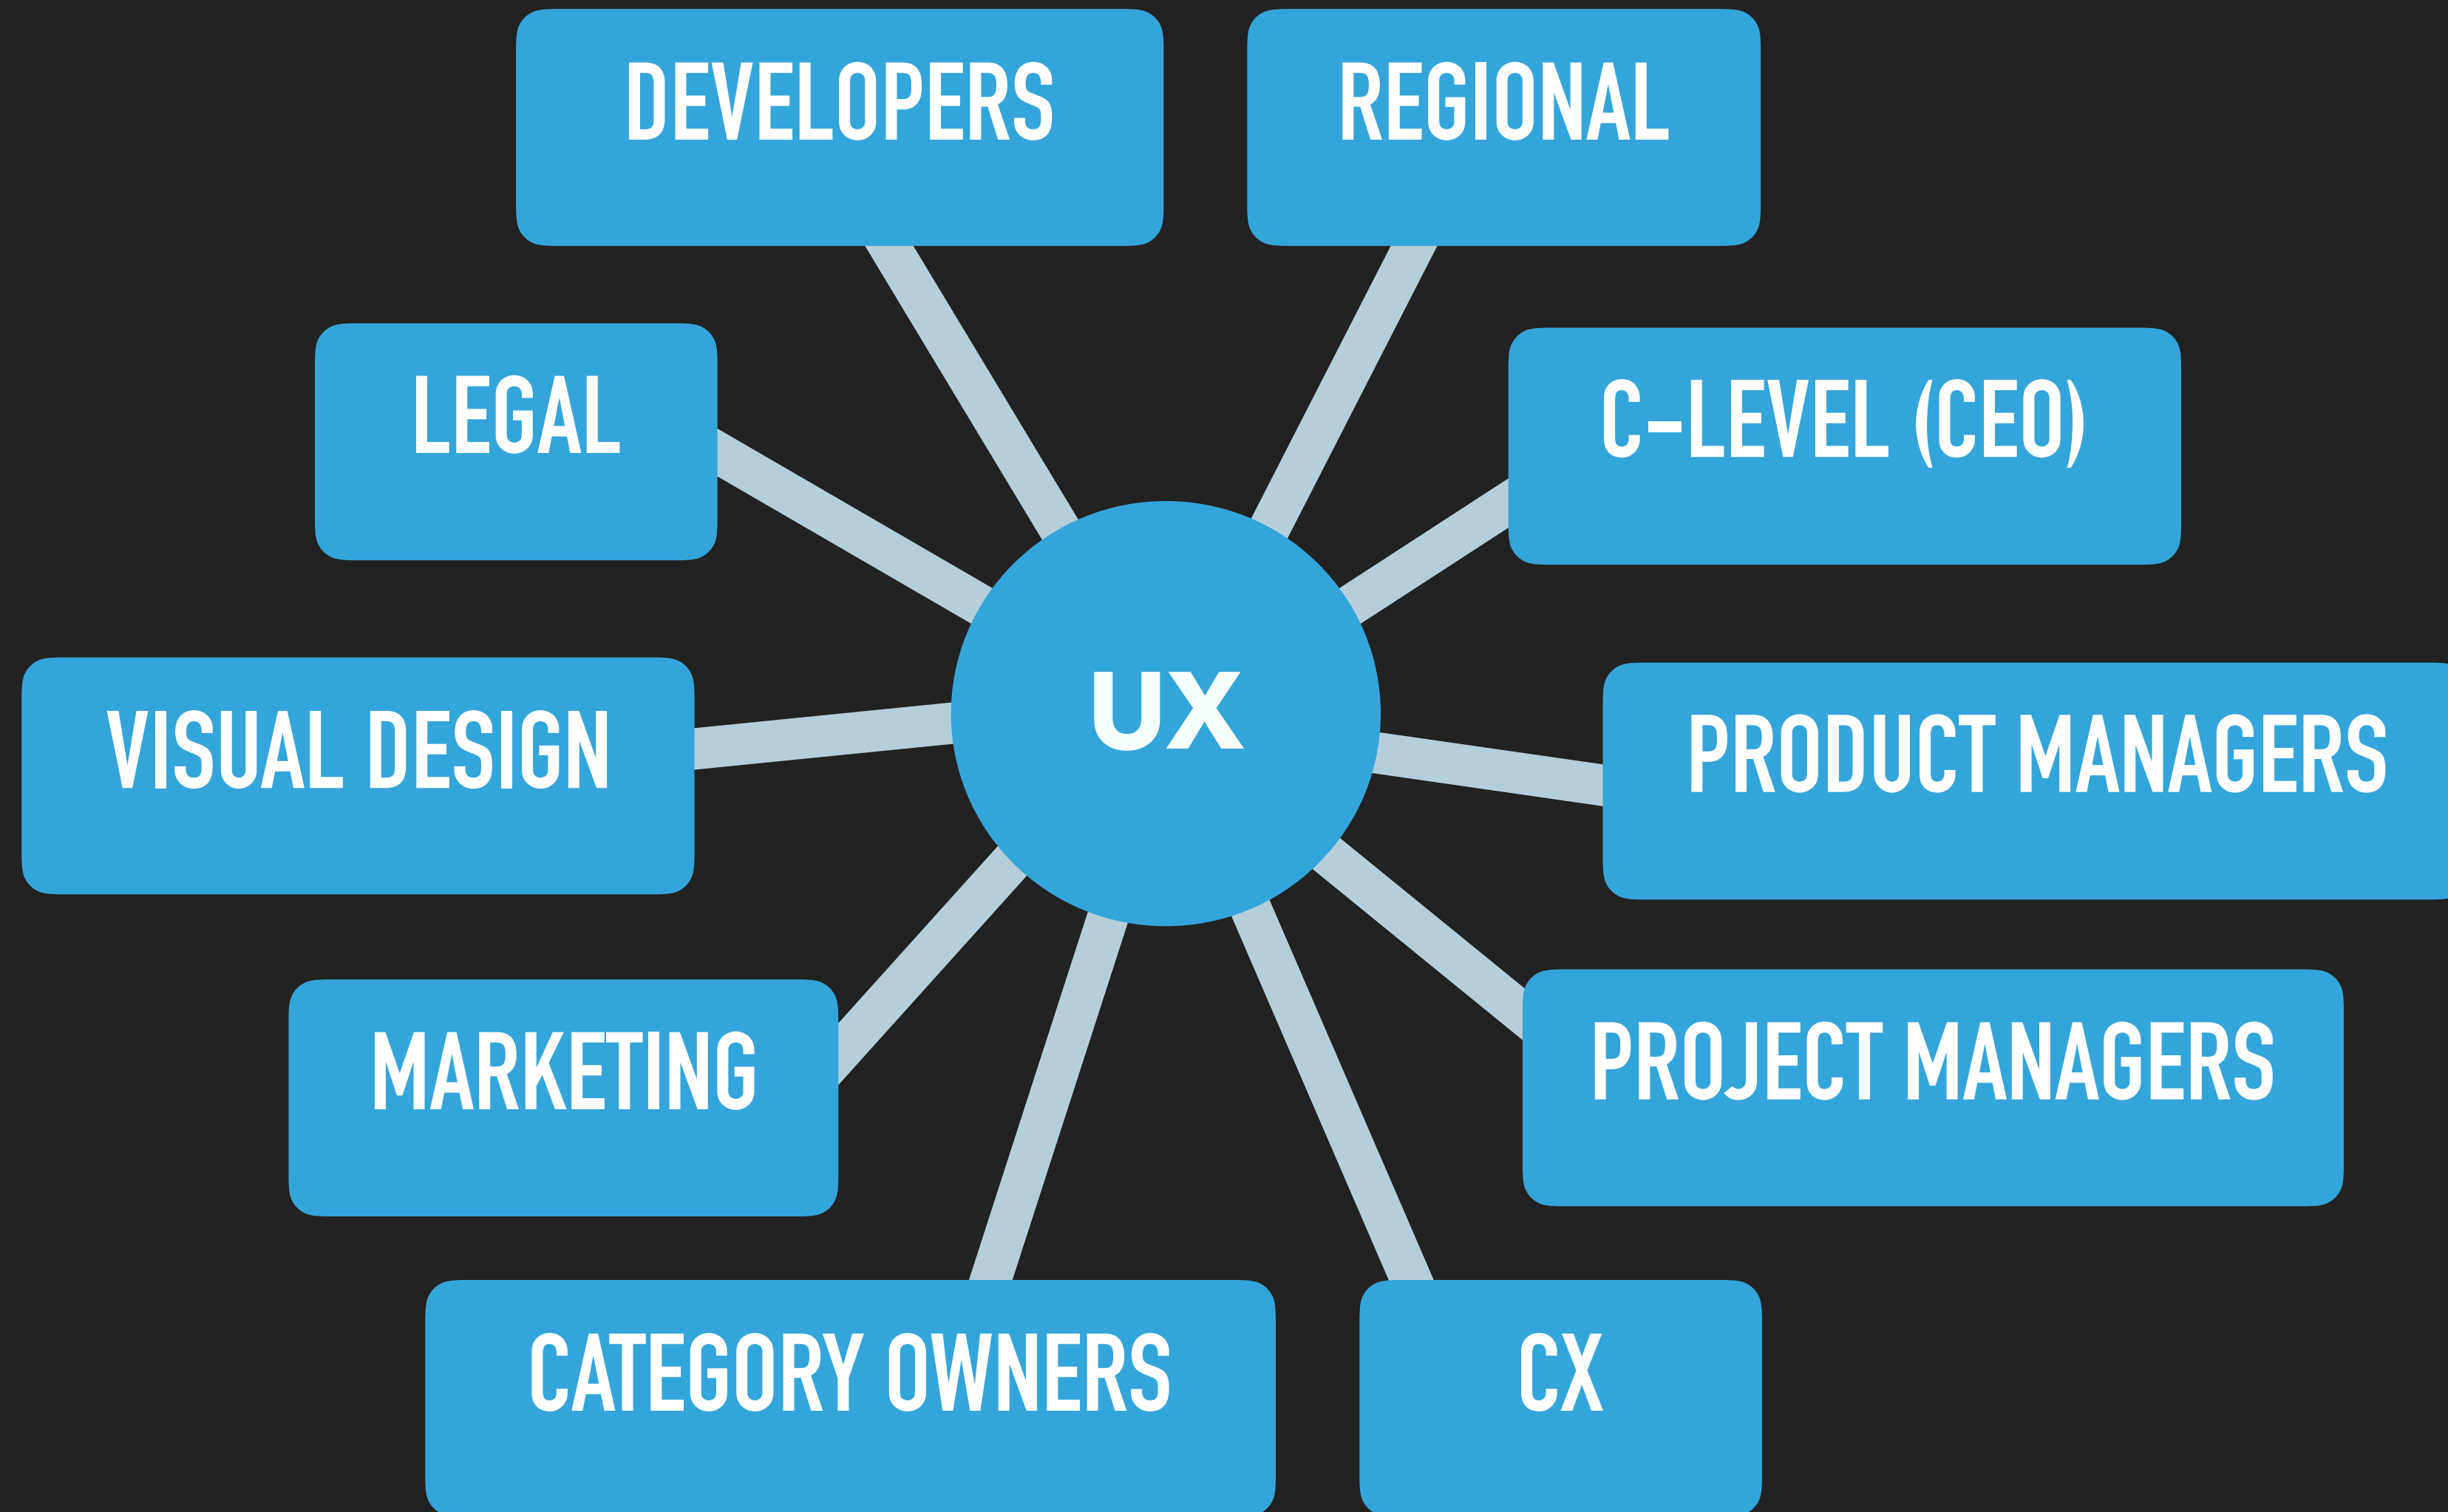 DEVELOPERS
REGIONAL
LEGAL
C-LEVEL (CEO)
UX
VISUAL DESIGN
PRODUCT MANAGERS
MARKETING
PROJECT MANAGERS
CATEGORY OWNERS
CX